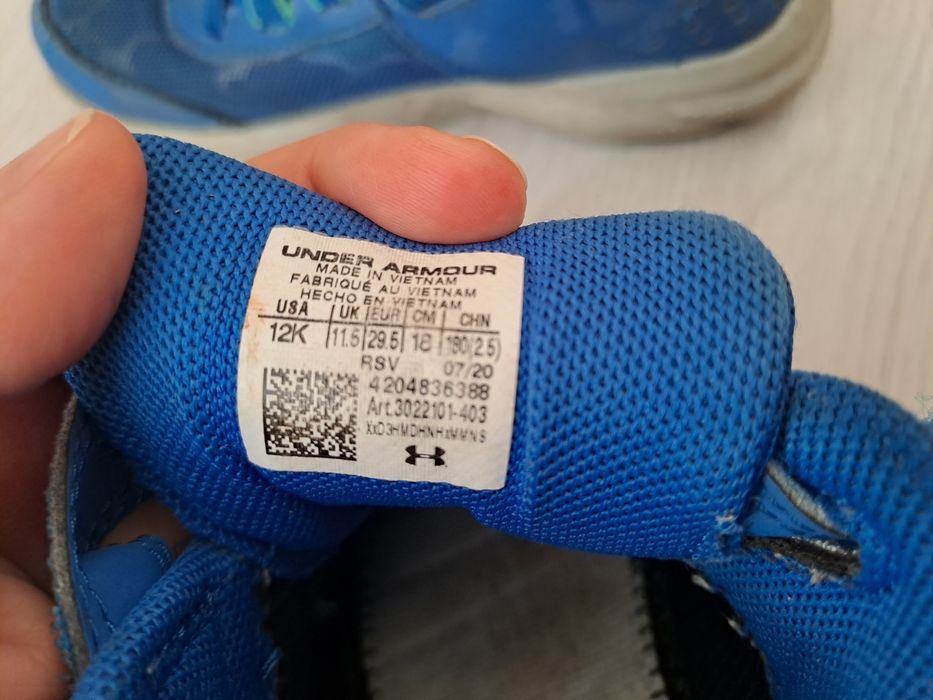 UNDER ARMOUR
MADE IN VIETNAM
FABRIQUÉ AU VIETNAM
HECHO EN VIETNAM
USA UK EUR CM CHN
12K 11.5 29.5 18 180(2.5)
RSV 07/20
4204836388
Art.3022101-403